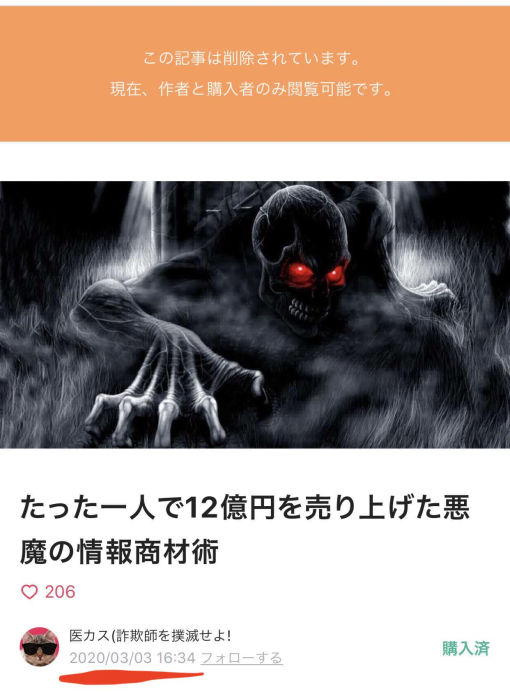 この記事は削除されています。
現在、作者と購入者のみ閲覧可能です。
たった一人で12億円を売り上げた悪
魔の情報商材術
206
医カス(詐欺師を撲滅せよ!
2020/03/03 16:34 フォローする
購入済